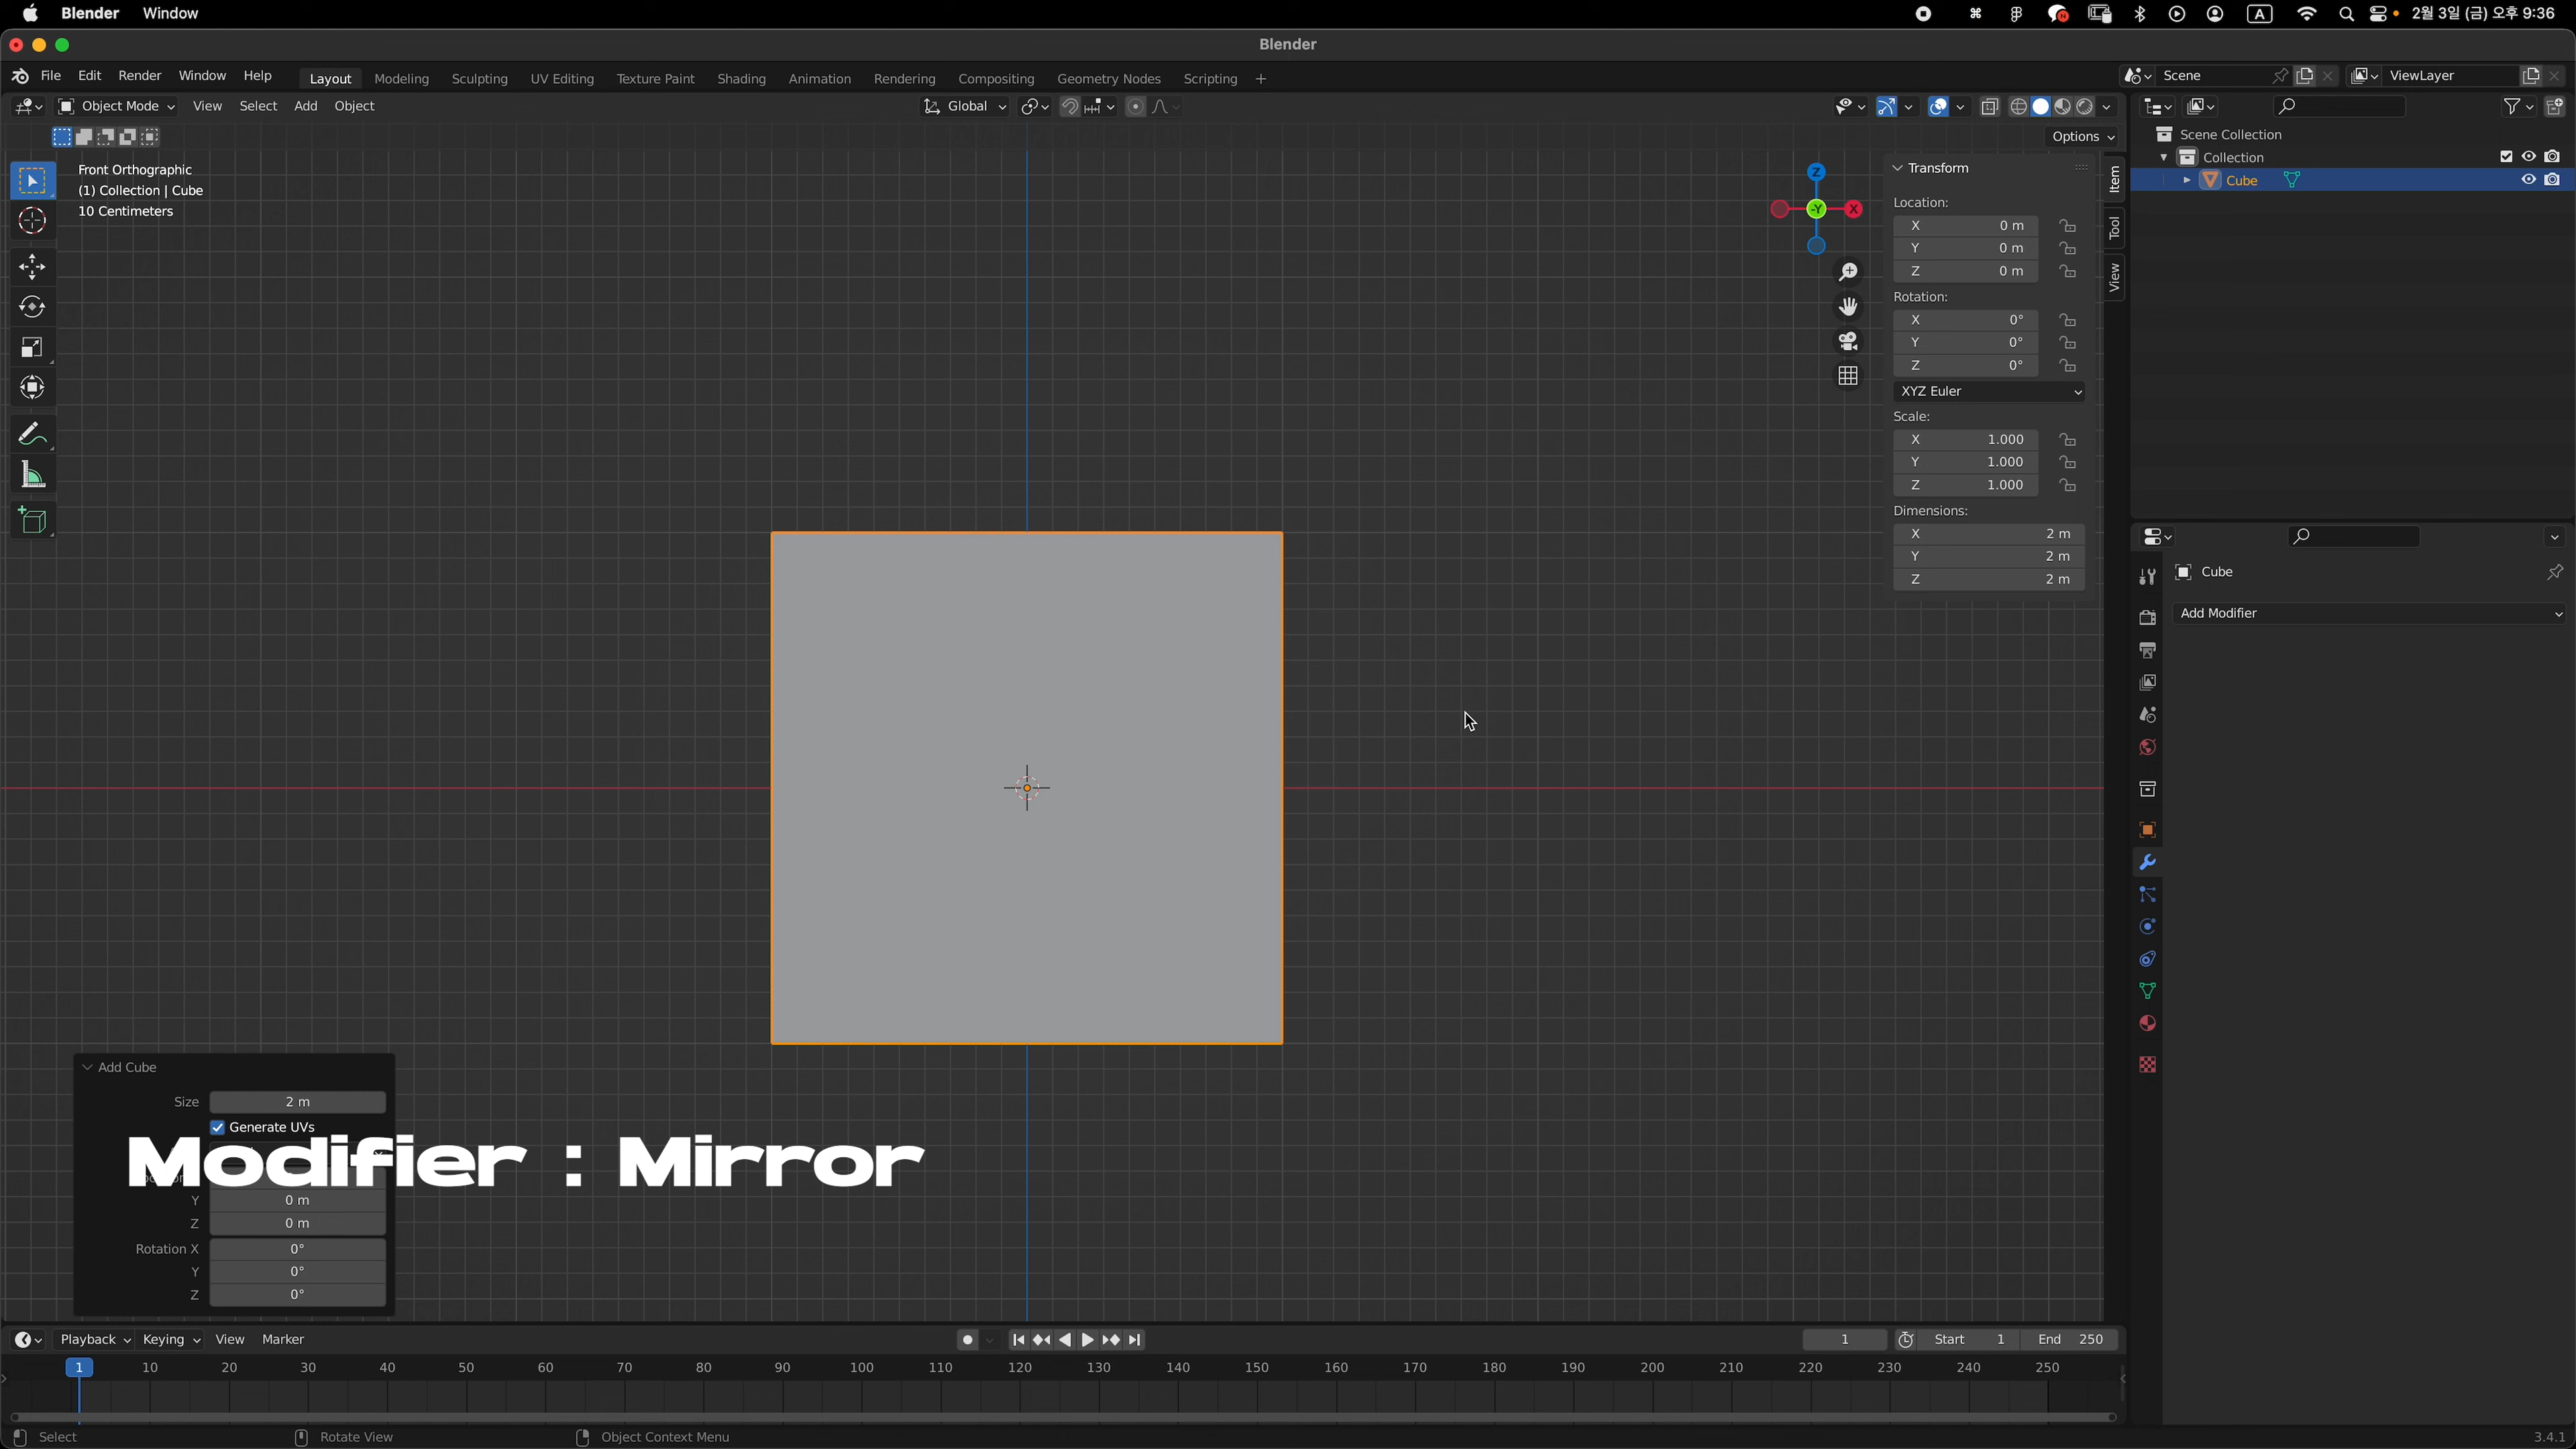 Blender Window
A 2월 3일 (금) 오후 9:36
Blender
File Edit Render Window Help Layout Modeling Sculpting UV Editing Texture Paint Shading Animation Rendering Compositing Geometry Nodes Scripting + Scene ViewLayer
Object Mode View Select Add Object Global
Options
Front Orthographic
(1) Collection | Cube
10 Centimeters
Z
-Y X
Transform
Location:
X 0 m
Y 0 m
Z 0 m
Rotation:
X 0°
Y 0°
Z 0°
XYZ Euler
Scale:
X 1.000
Y 1.000
Z 1.000
Dimensions:
X 2 m
Y 2 m
Z 2 m
Item
Tool
View
Scene Collection
Collection
Cube
Cube
Add Modifier
Add Cube
Size 2 m
Generate UVs
Modifier : Mirror
Y 0 m
Z 0 m
Rotation X 0°
Y 0°
Z 0°
Playback Keying View Marker 1 Start 1 End 250
1 10 20 30 40 50 60 70 80 90 100 110 120 130 140 150 160 170 180 190 200 210 220 230 240 250
Select Rotate View Object Context Menu 3.4.1